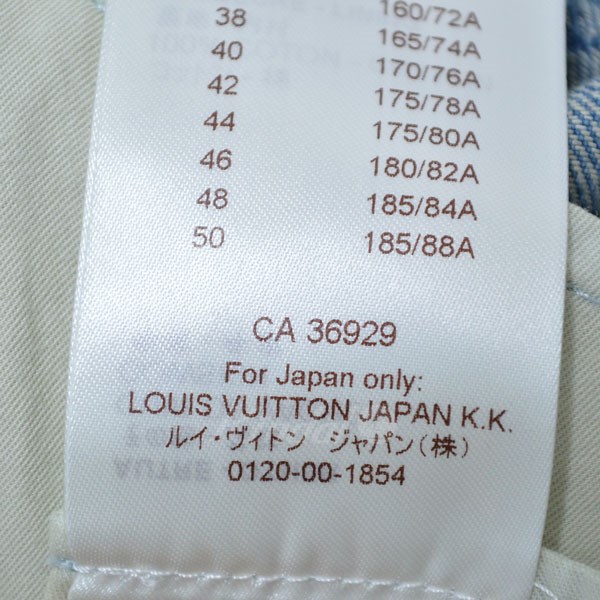 38 160/72A
40 165/74A
42 170/76A
44 175/78A
46 175/80A
48 180/82A
50 185/84A
185/88A
CA 36929
For Japan only:
LOUIS VUITTON JAPAN K.K.
ルイ・ヴィトン ジャパン(株)
0120-00-1854
AUTRE